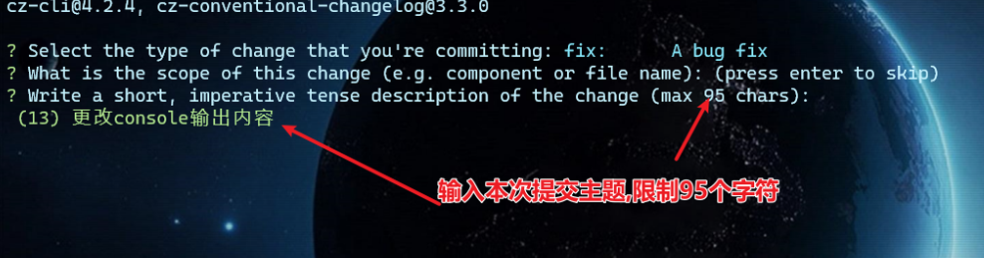 cz-cli@4.2.4, cz-conventional-changelog@3.3.0
? Select the type of change that you're committing: fix:      A bug fix
? What is the scope of this change (e.g. component or file name): (press enter to skip)
? Write a short, imperative tense description of the change (max 95 chars):
(13) 更改console输出内容
输入本次提交主题,限制95个字符